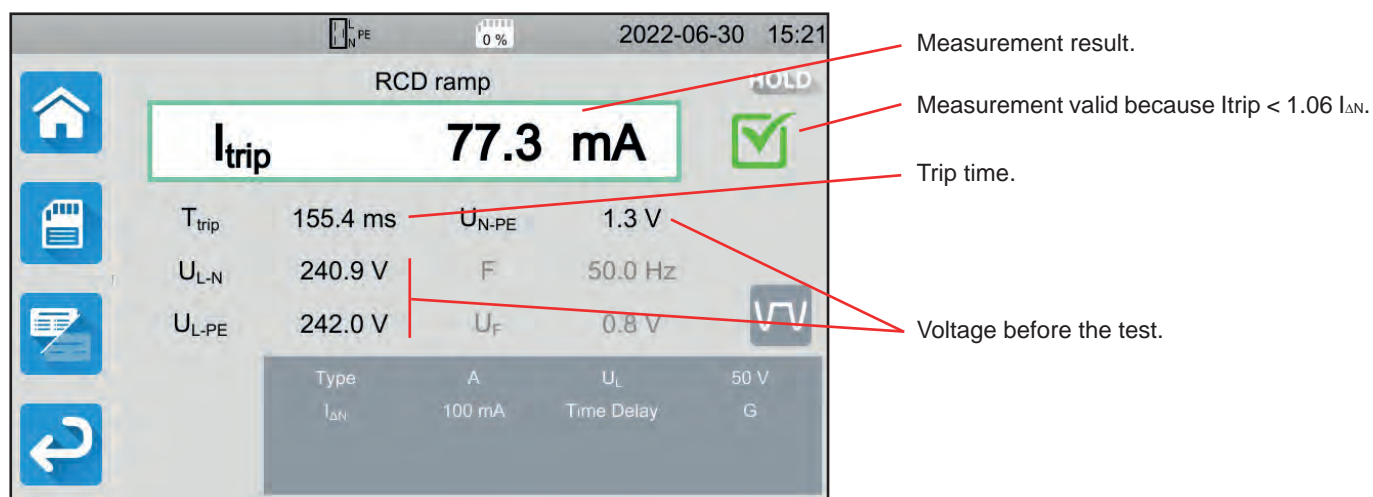 L N PE 0 % 2022-06-30 15:21
Measurement result.
RCD ramp HOLD
Measurement valid because Itrip < 1.06 IΔN.
Itrip 77.3 mA
Trip time.
Ttrip 155.4 ms UN-PE 1.3 V
UL-N 240.9 V F 50.0 Hz
UL-PE 242.0 V UF 0.8 V
Voltage before the test.
Type A UL 50 V
IΔN 100 mA Time Delay G